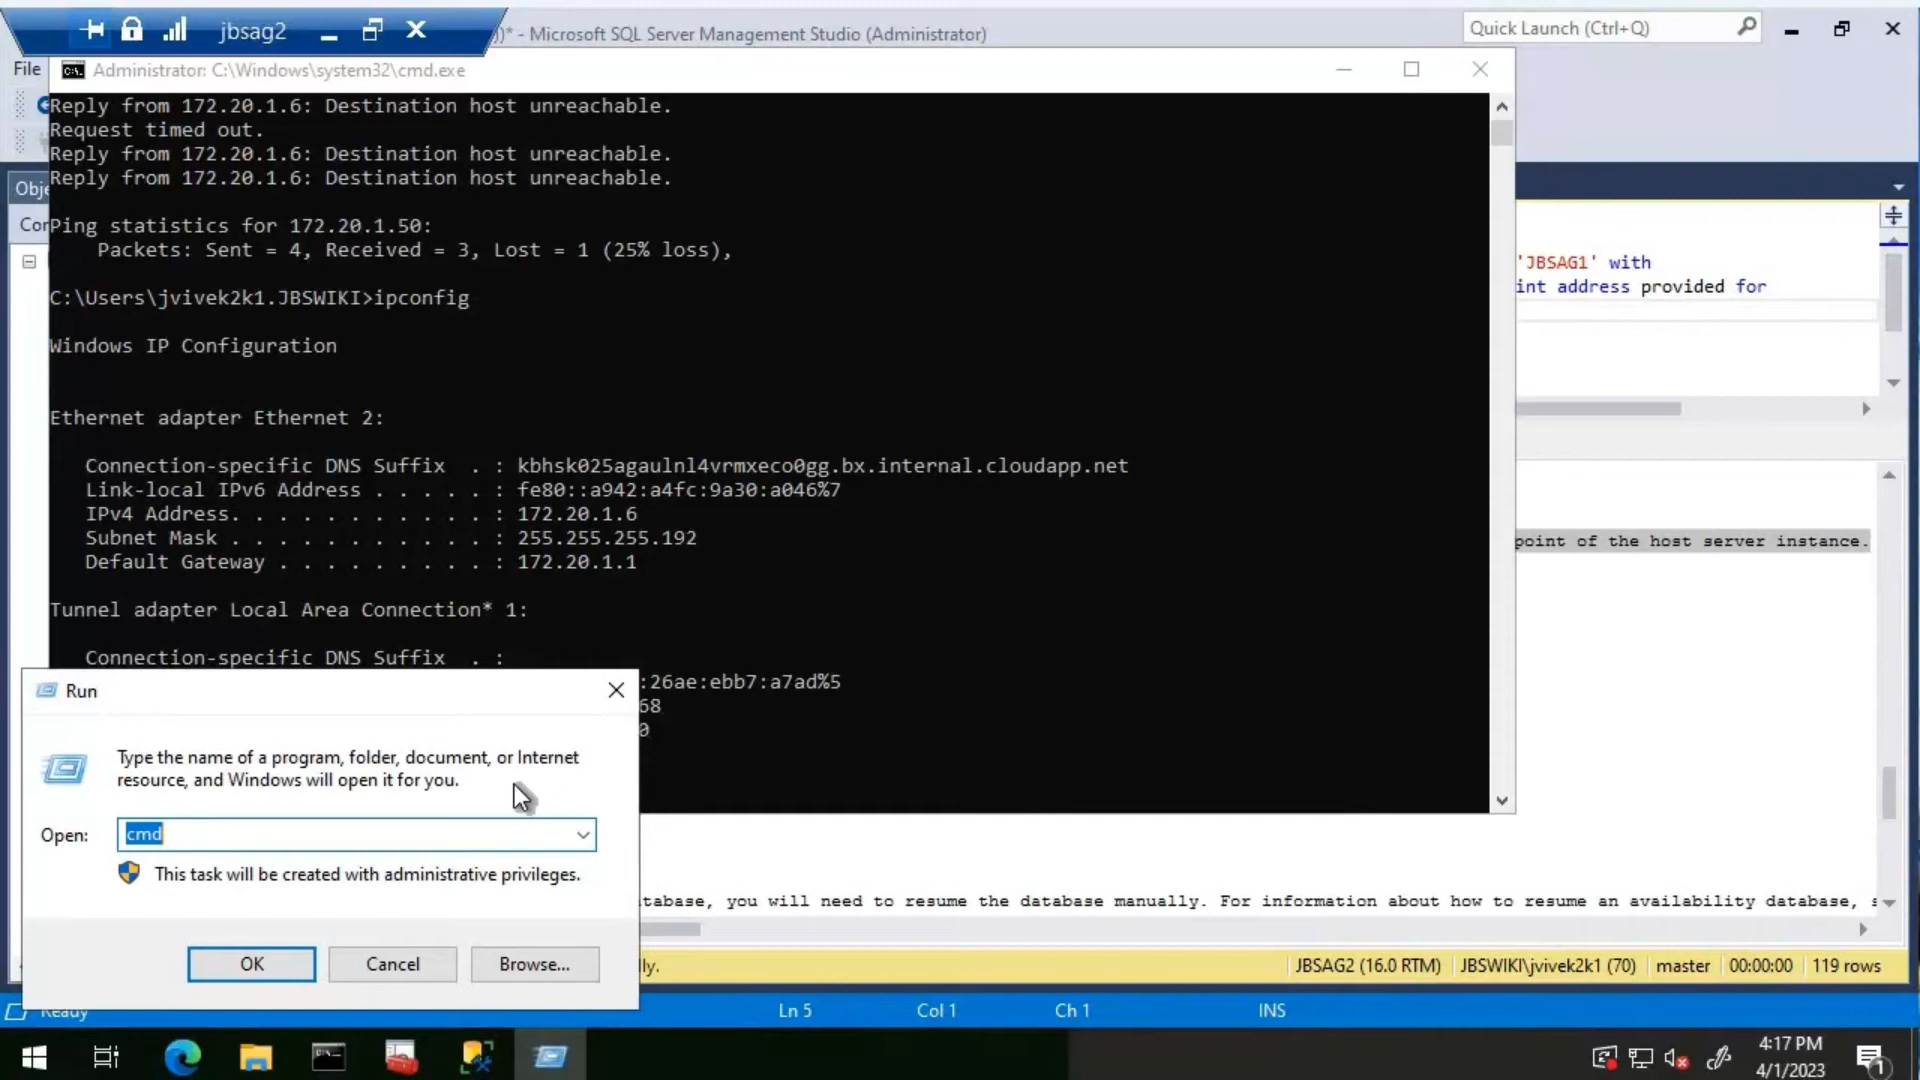 jbsag2
)* - Microsoft SQL Server Management Studio (Administrator)
Quick Launch (Ctrl+Q)
File
Administrator: C:\Windows\system32\cmd.exe
Reply from 172.20.1.6: Destination host unreachable.
Request timed out.
Reply from 172.20.1.6: Destination host unreachable.
Reply from 172.20.1.6: Destination host unreachable.
Obje
Ping statistics for 172.20.1.50:
Con
Packets: Sent = 4, Received = 3, Lost = 1 (25% loss),
'JBSAG1' with
int address provided for
C:\Users\jvivek2k1.JBSWIKI>ipconfig
Windows IP Configuration
Ethernet adapter Ethernet 2:
Connection-specific DNS Suffix  . : kbhsk025agaulnl4vrmxeco0gg.bx.internal.cloudapp.net
Link-local IPv6 Address . . . . . : fe80::a942:a4fc:9a30:a046%7
IPv4 Address. . . . . . . . . . . : 172.20.1.6
Subnet Mask . . . . . . . . . . . : 255.255.255.192
Default Gateway . . . . . . . . . : 172.20.1.1
point of the host server instance.
Tunnel adapter Local Area Connection* 1:
Connection-specific DNS Suffix  . :
:26ae:ebb7:a7ad%5
68
0
Run
Type the name of a program, folder, document, or Internet
resource, and Windows will open it for you.
Open:
cmd
This task will be created with administrative privileges.
OK
Cancel
Browse...
tabase, you will need to resume the database manually. For information about how to resume an availability database, s
lly.
JBSAG2 (16.0 RTM)
JBSWIKI\jvivek2k1 (70)
master
00:00:00
119 rows
Ready
Ln 5
Col 1
Ch 1
INS
4:17 PM
4/1/2023
1